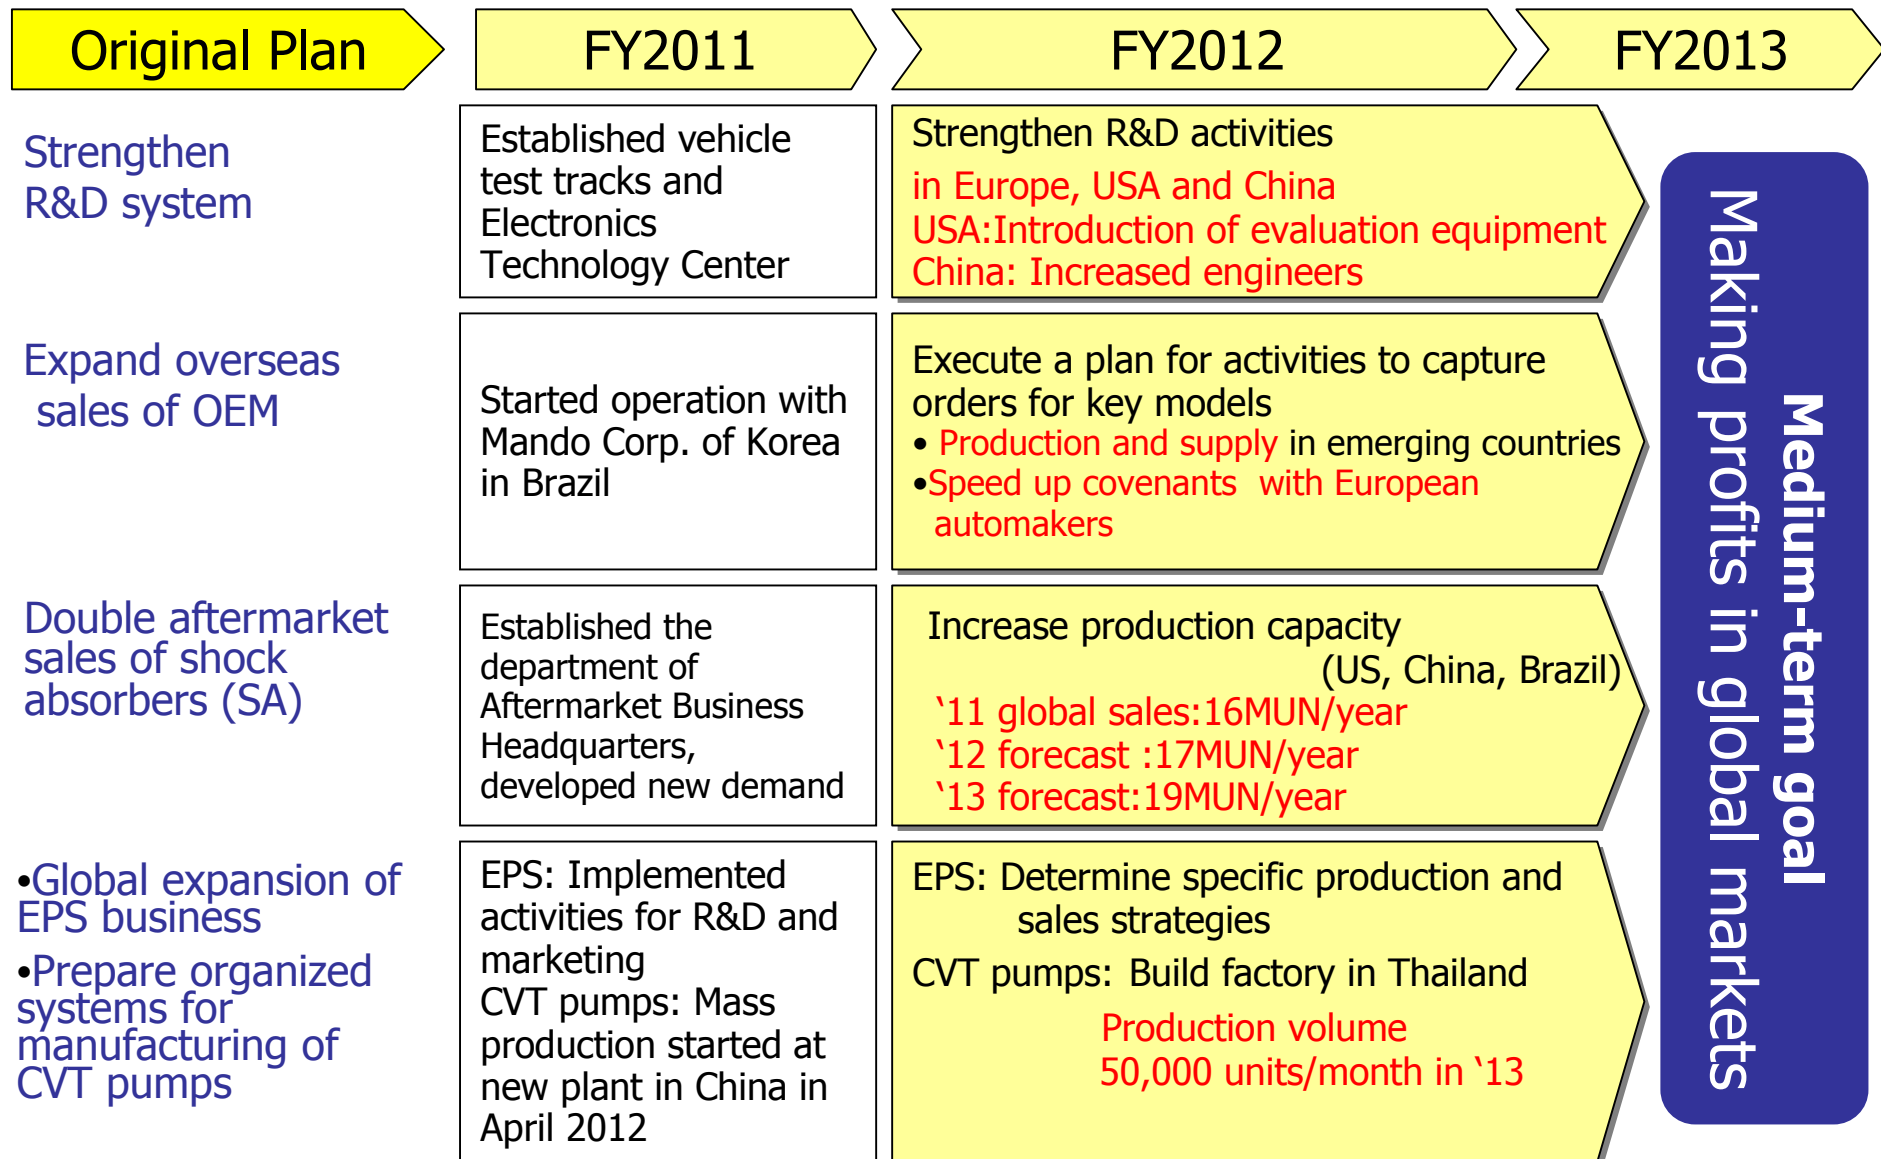 Original Plan
FY2011
FY2012
FY2013
Strengthen
R&D system
Established vehicle
test tracks and
Electronics
Technology Center
Strengthen R&D activities
in Europe, USA and China
USA:Introduction of evaluation equipment
China: Increased engineers
Expand overseas
sales of OEM
Started operation with
Mando Corp. of Korea
in Brazil
Execute a plan for activities to capture
orders for key models
• Production and supply in emerging countries
•Speed up covenants with European
automakers
Double aftermarket
sales of shock
absorbers (SA)
Established the
department of
Aftermarket Business
Headquarters,
developed new demand
Increase production capacity
(US, China, Brazil)
‘11 global sales:16MUN/year
‘12 forecast :17MUN/year
‘13 forecast:19MUN/year
•Global expansion of
EPS business
•Prepare organized
systems for
manufacturing of
CVT pumps
EPS: Implemented
activities for R&D and
marketing
CVT pumps: Mass
production started at
new plant in China in
April 2012
EPS: Determine specific production and
sales strategies
CVT pumps: Build factory in Thailand
Production volume
50,000 units/month in ‘13
Medium-term goal
Making profits in global markets